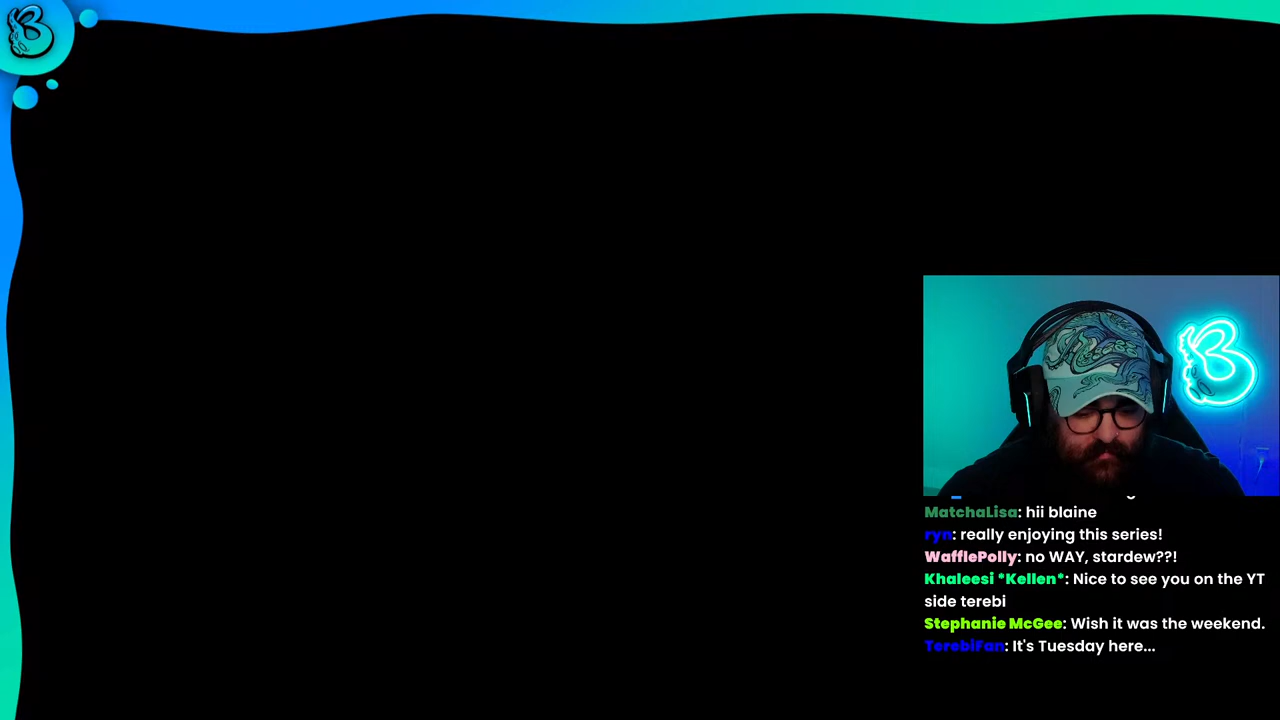 MatchaLisa: hii blaine
ryn: really enjoying this series!
WafflePolly: no WAY, stardew??!
Khaleesi *Kellen*: Nice to see you on the YT
side terebi
Stephanie McGee: Wish it was the weekend.
TerebiFan: It's Tuesday here...